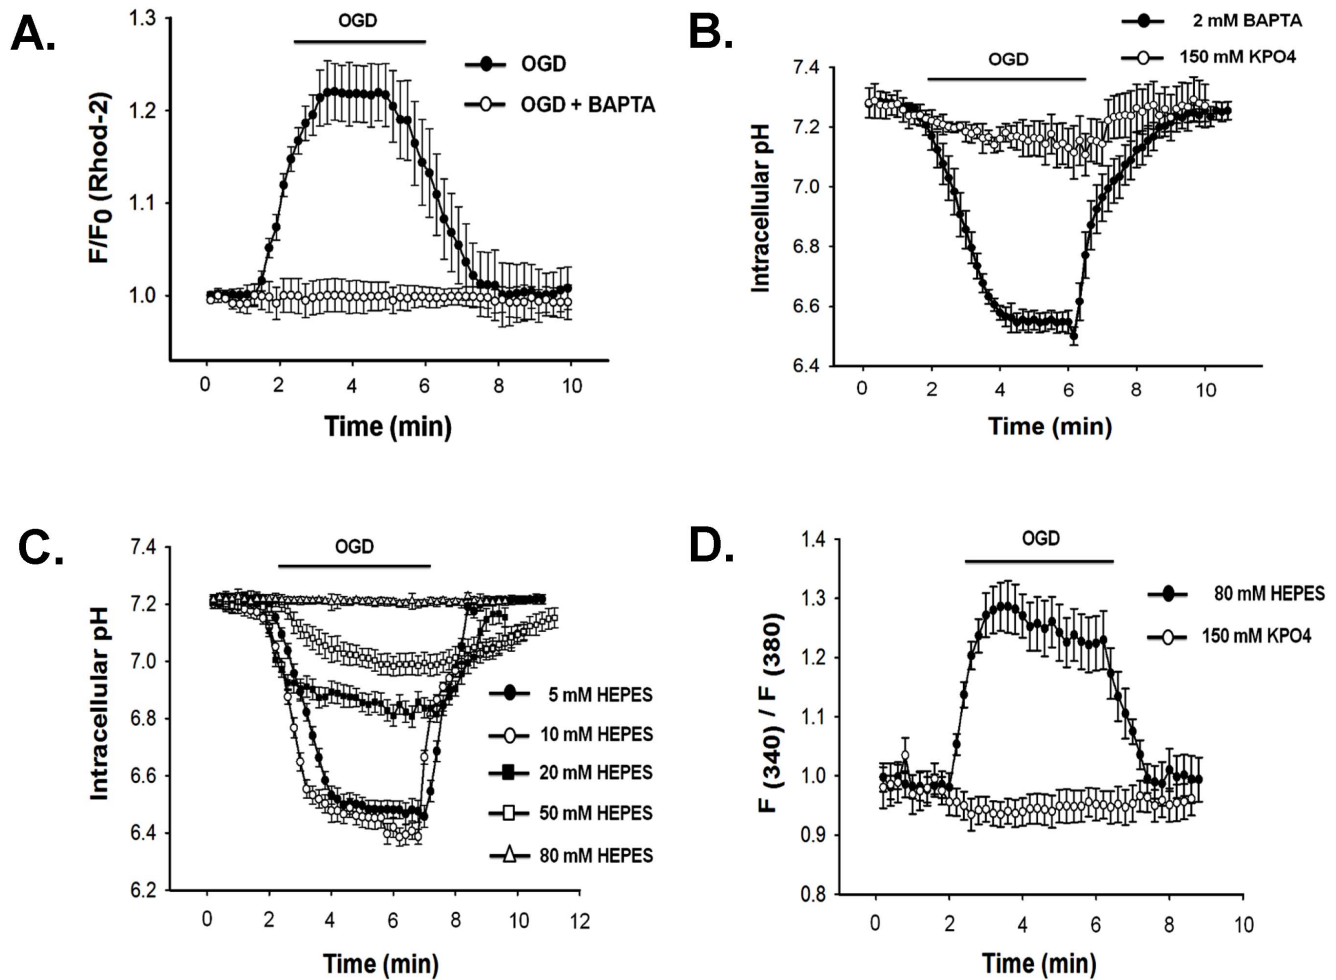 A.
OGD
OGD
OGD + BAPTA
F/F0 (Rhod-2)
1.3
1.2
1.1
1.0
0 2 4 6 8 10
Time (min)
B.
2 mM BAPTA
150 mM KPO4
OGD
Intracellular pH
7.4
7.2
7.0
6.8
6.6
6.4
0 2 4 6 8 10
Time (min)
C.
OGD
Intracellular pH
7.4
7.2
7.0
6.8
6.6
6.4
6.2
5 mM HEPES
10 mM HEPES
20 mM HEPES
50 mM HEPES
80 mM HEPES
0 2 4 6 8 10 12
Time (min)
D.
OGD
80 mM HEPES
150 mM KPO4
F (340) / F (380)
1.4
1.3
1.2
1.1
1.0
0.9
0.8
0 2 4 6 8 10
Time (min)